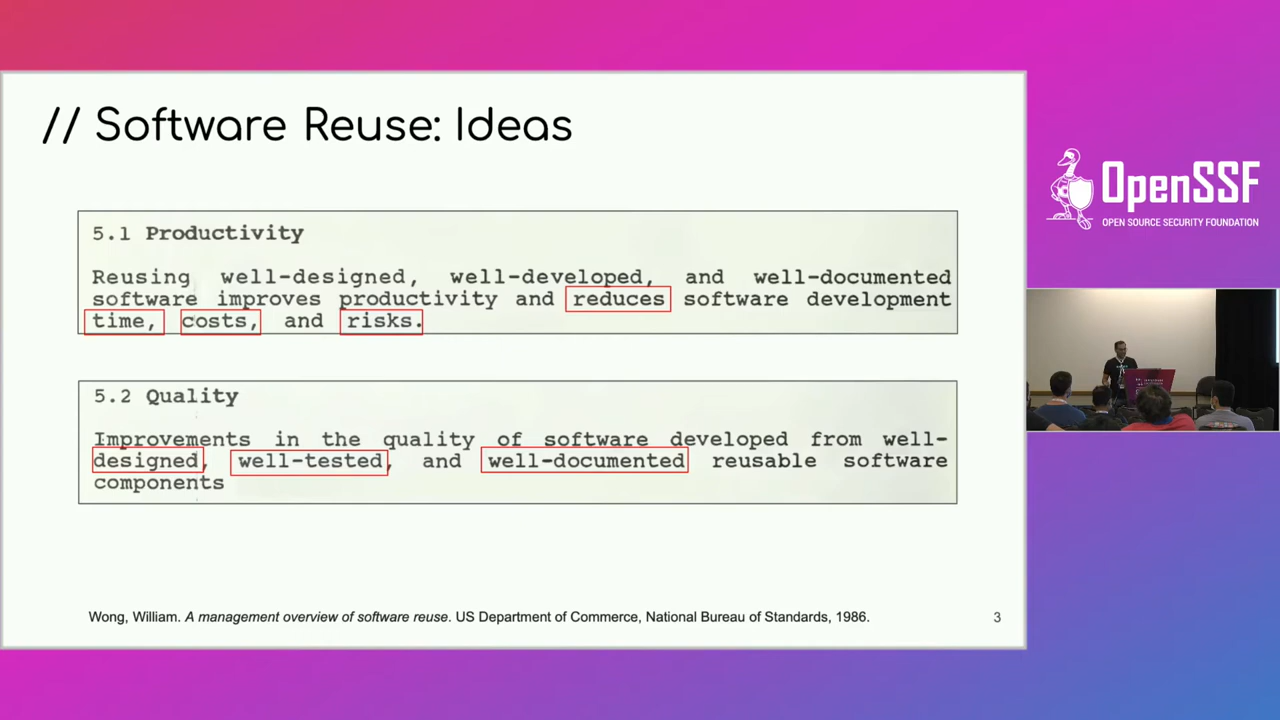 // Software Reuse: Ideas
5.1 Productivity
Reusing well-designed, well-developed, and well-documented
software improves productivity and reduces software development
time, costs, and risks.
5.2 Quality
Improvements in the quality of software developed from well-
designed, well-tested, and well-documented reusable software
components
Wong, William. A management overview of software reuse. US Department of Commerce, National Bureau of Standards, 1986.
3
OpenSSF
OPEN SOURCE SECURITY FOUNDATION